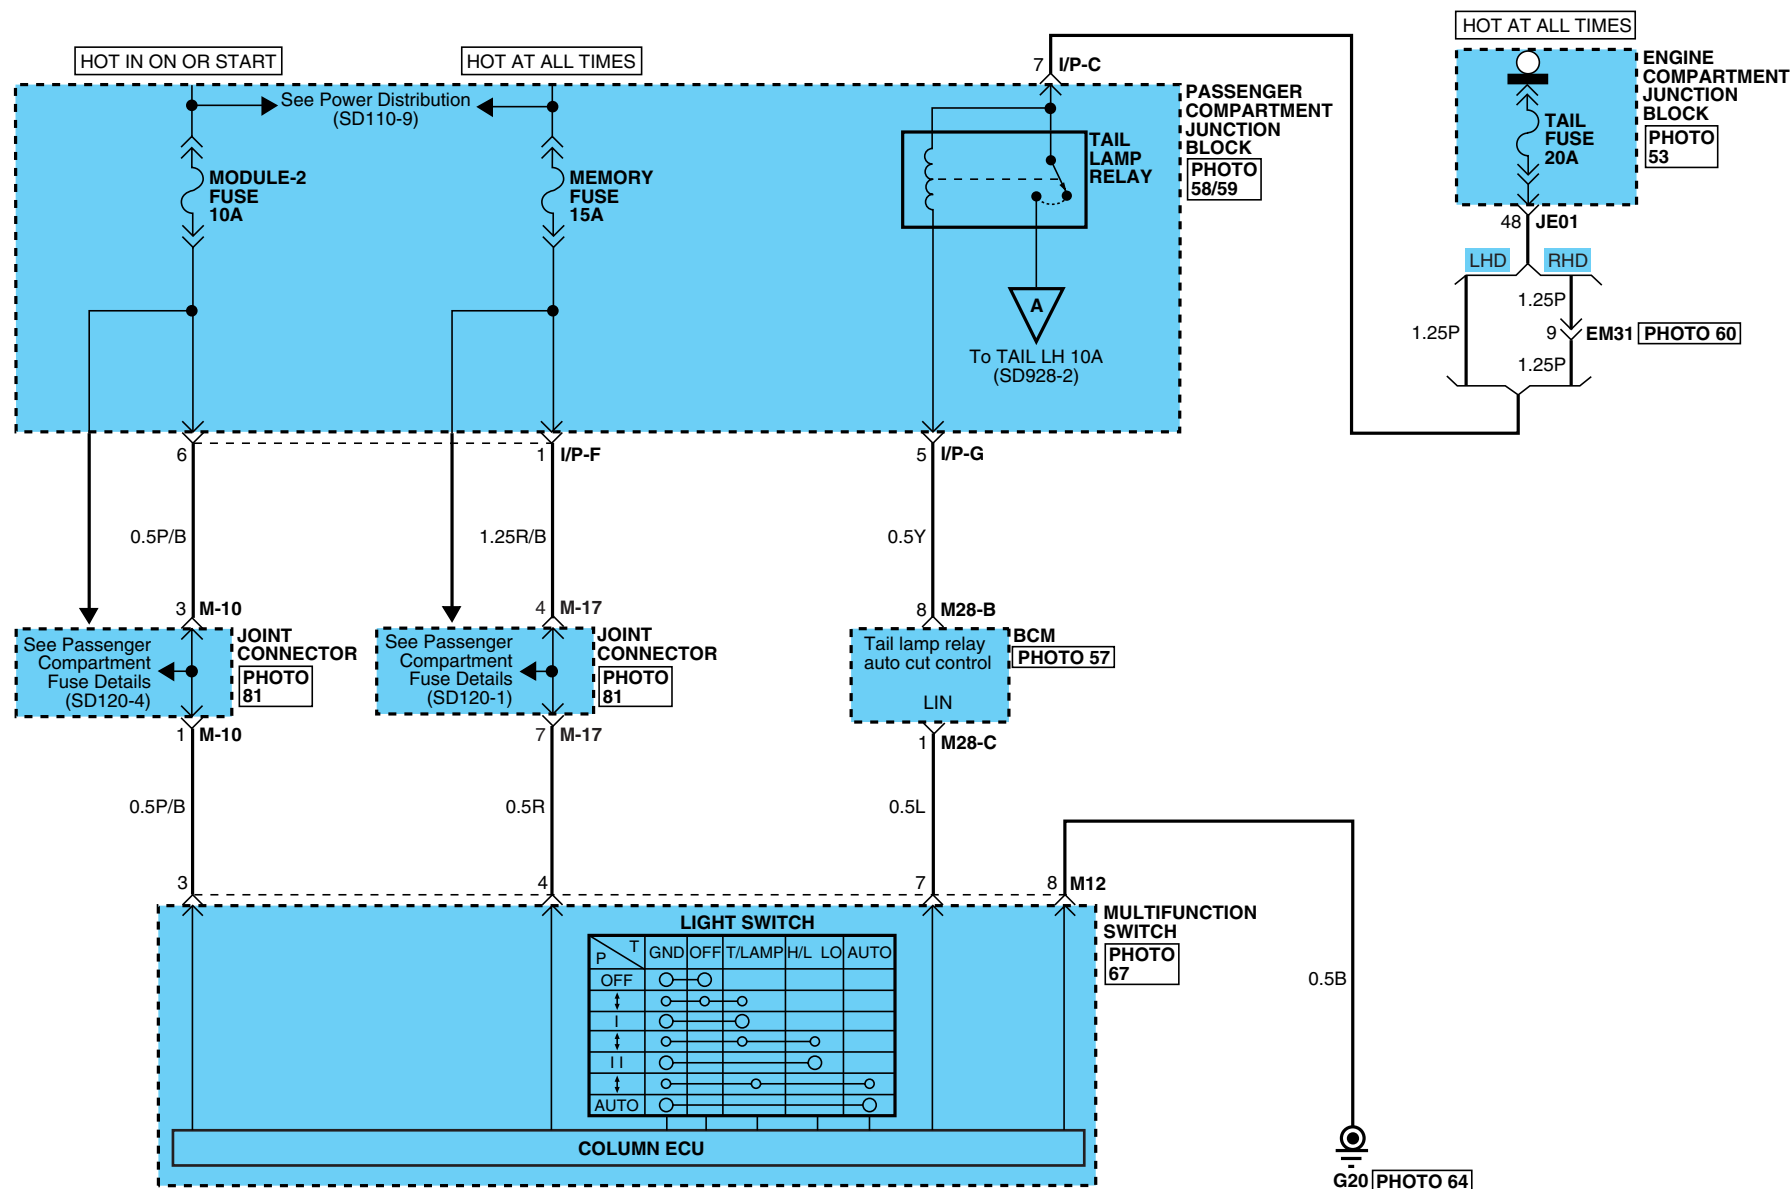 HOT IN ON OR START
HOT AT ALL TIMES
HOT AT ALL TIMES
7 I/P-C
See Power Distribution
(SD110-9)
MODULE-2
FUSE
10A
MEMORY
FUSE
15A
TAIL
LAMP
RELAY
PASSENGER
COMPARTMENT
JUNCTION
BLOCK
PHOTO
58/59
TAIL
FUSE
20A
ENGINE
COMPARTMENT
JUNCTION
BLOCK
PHOTO
53
48 JE01
LHD
RHD
1.25P
1.25P
9 EM31 PHOTO 60
1.25P
A
To TAIL LH 10A
(SD928-2)
6
1 I/P-F
5 I/P-G
0.5P/B
1.25R/B
0.5Y
3 M-10
4 M-17
8 M28-B
See Passenger
Compartment
Fuse Details
(SD120-4)
JOINT
CONNECTOR
PHOTO
81
See Passenger
Compartment
Fuse Details
(SD120-1)
JOINT
CONNECTOR
PHOTO
81
Tail lamp relay
auto cut control
LIN
BCM
PHOTO 57
1 M-10
7 M-17
1 M28-C
0.5P/B
0.5R
0.5L
3
4
7
8 M12
LIGHT SWITCH
P T GND OFF T/LAMP H/L LO AUTO
OFF
I
I I
AUTO
COLUMN ECU
MULTIFUNCTION
SWITCH
PHOTO
67
0.5B
G20 PHOTO 64